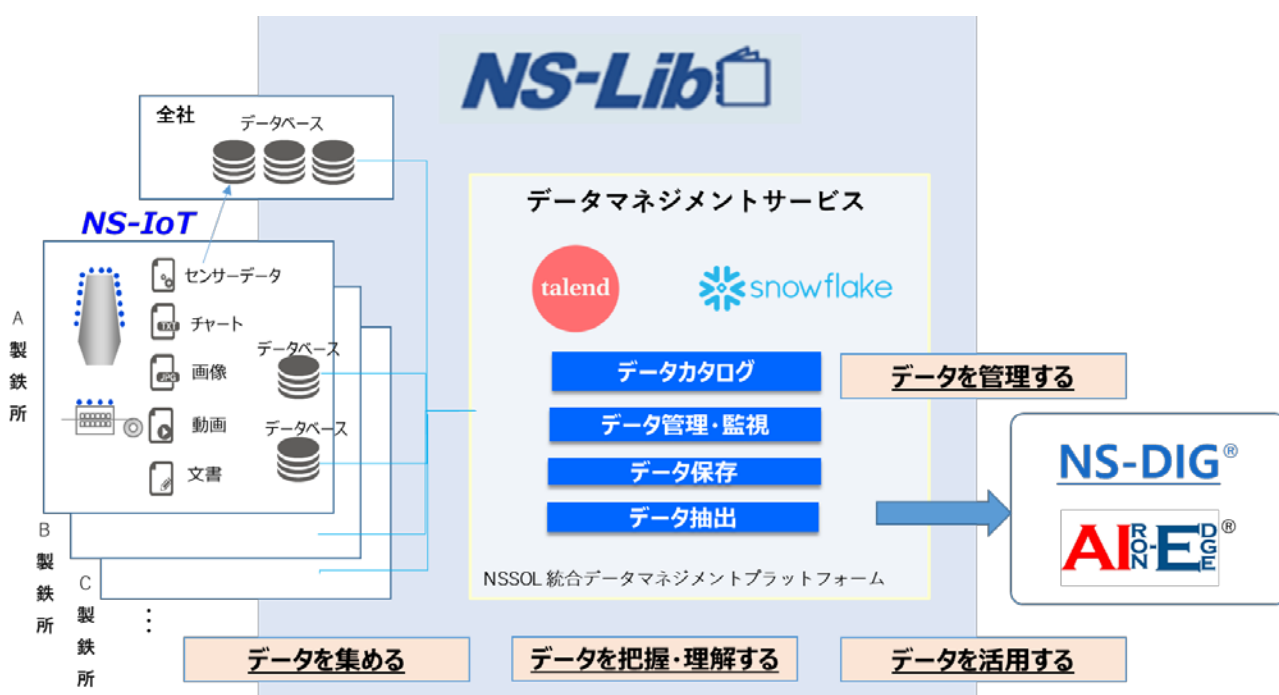 NS-Lib
全社
データベース
NS-IoT
センサーデータ
チャート
TXT
画像
JPG
動画
文書
データベース
データベース
A製鉄所
B製鉄所
C製鉄所
⋮
データマネジメントサービス
talend
snowflake
データカタログ
データ管理・監視
データ保存
データ抽出
NSSOL 統合データマネジメントプラットフォーム
データを管理する
NS-DIG®
AIRON-EDGE®
データを集める
データを把握・理解する
データを活用する